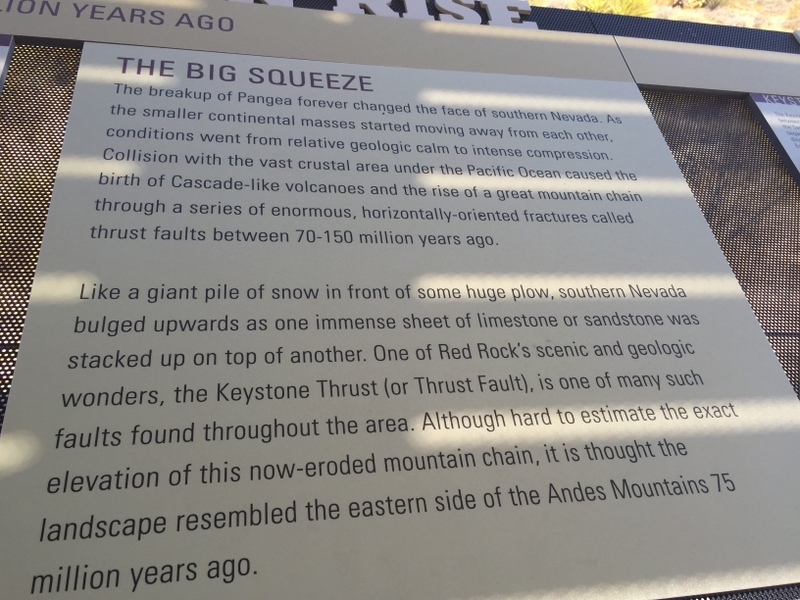 RISE
YEARS AGO
THE BIG SQUEEZE
The breakup of Pangea forever changed the face of southern Nevada. As
the smaller continental masses started moving away from each other,
conditions went from relative geologic calm to intense compression.
Collision with the vast crustal area under the Pacific Ocean caused the
birth of Cascade-like volcanoes and the rise of a great mountain chain
through a series of enormous, horizontally-oriented fractures called
thrust faults between 70-150 million years ago.
Like a giant pile of snow in front of some huge plow, southern Nevada
bulged upwards as one immense sheet of limestone or sandstone was
stacked up on top of another. One of Red Rock's scenic and geologic
wonders, the Keystone Thrust (or Thrust Fault), is one of many such
faults found throughout the area. Although hard to estimate the exact
elevation of this now-eroded mountain chain, it is thought the
landscape resembled the eastern side of the Andes Mountains 75
million years ago.